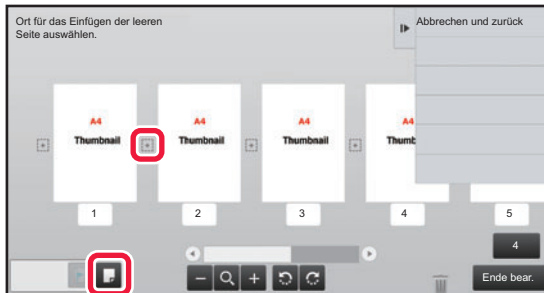 Ort für das Einfügen der leeren
Seite auswählen.
Abbrechen und zurück
A4
Thumbnail
A4
Thumbnail
A4
Thumbnail
A4
Thumb
1
2
3
4
5
4
Ende bear.